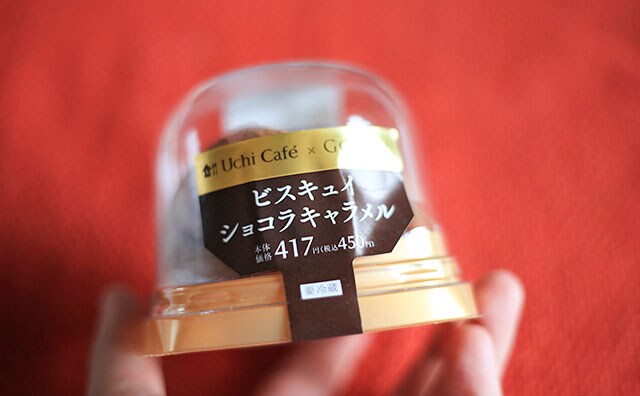 Uchi Café × G
ビスキュイ
ショコラキャラメル
本体価格 417円(税込450円)
要冷蔵